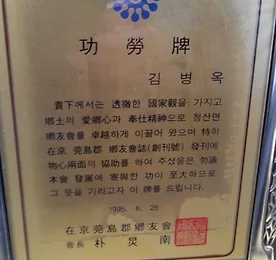 功勞牌
김병옥
貴下께서는 透徹한 國家觀을 가지고
鄕土의 愛鄕心과 奉仕精神으로 청산면
鄕友會를 卓越하게 이끌어 왔으며 특히
在京 莞島郡 鄕友會誌(創刊號) 發刊에
物心兩面의 協助를 하여 주셨음은 勿論
本會 發展에 寄與한 功이 至大하므로
그 뜻을 기리고자 이 牌를 드립니다.
1995. 6. 25
在京莞島郡鄕友會
會長 朴炅南